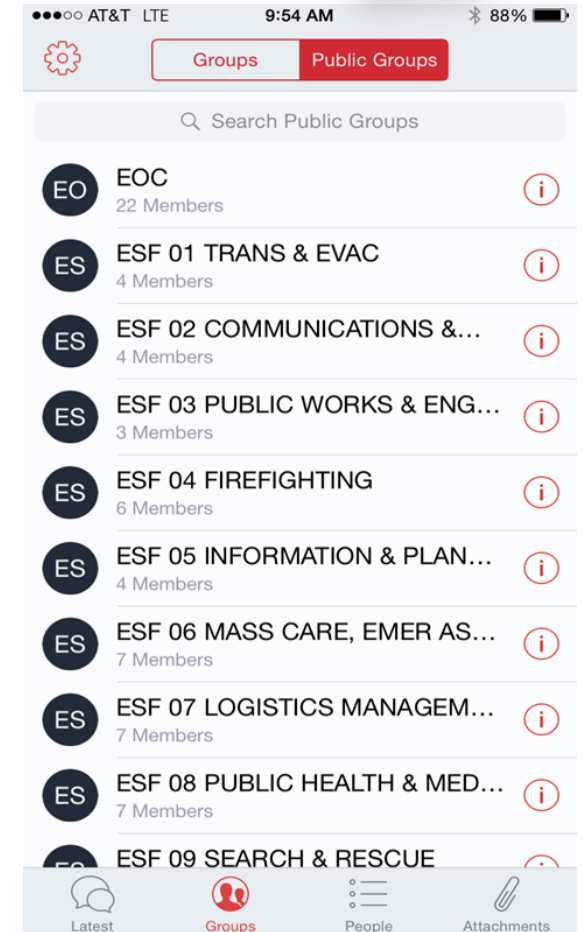 AT&T LTE 9:54 AM 88%
Groups Public Groups
Search Public Groups
EO EOC
22 Members
ES ESF 01 TRANS & EVAC
4 Members
ES ESF 02 COMMUNICATIONS &...
4 Members
ES ESF 03 PUBLIC WORKS & ENG...
3 Members
ES ESF 04 FIREFIGHTING
6 Members
ES ESF 05 INFORMATION & PLAN...
4 Members
ES ESF 06 MASS CARE, EMER AS...
7 Members
ES ESF 07 LOGISTICS MANAGEM...
7 Members
ES ESF 08 PUBLIC HEALTH & MED...
7 Members
ESF 09 SEARCH & RESCUE
Latest Groups People Attachments